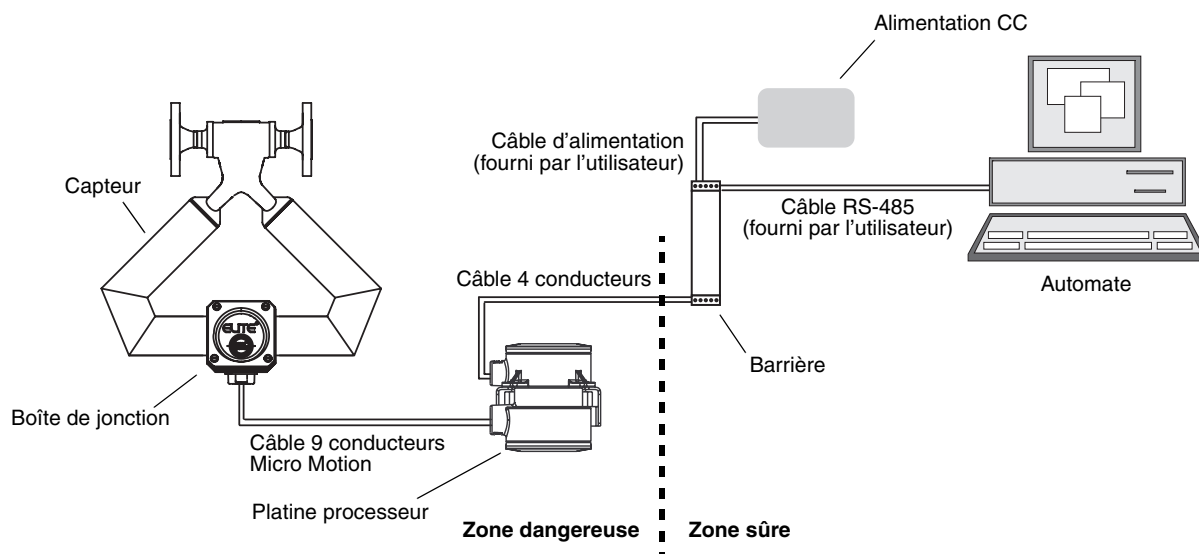 Alimentation CC
Câble d'alimentation
(fourni par l'utilisateur)
Capteur
Câble RS-485
(fourni par l'utilisateur)
Câble 4 conducteurs
Automate
ELITE
Barrière
Boîte de jonction
Câble 9 conducteurs
Micro Motion
Platine processeur
Zone dangereuse
Zone sûre